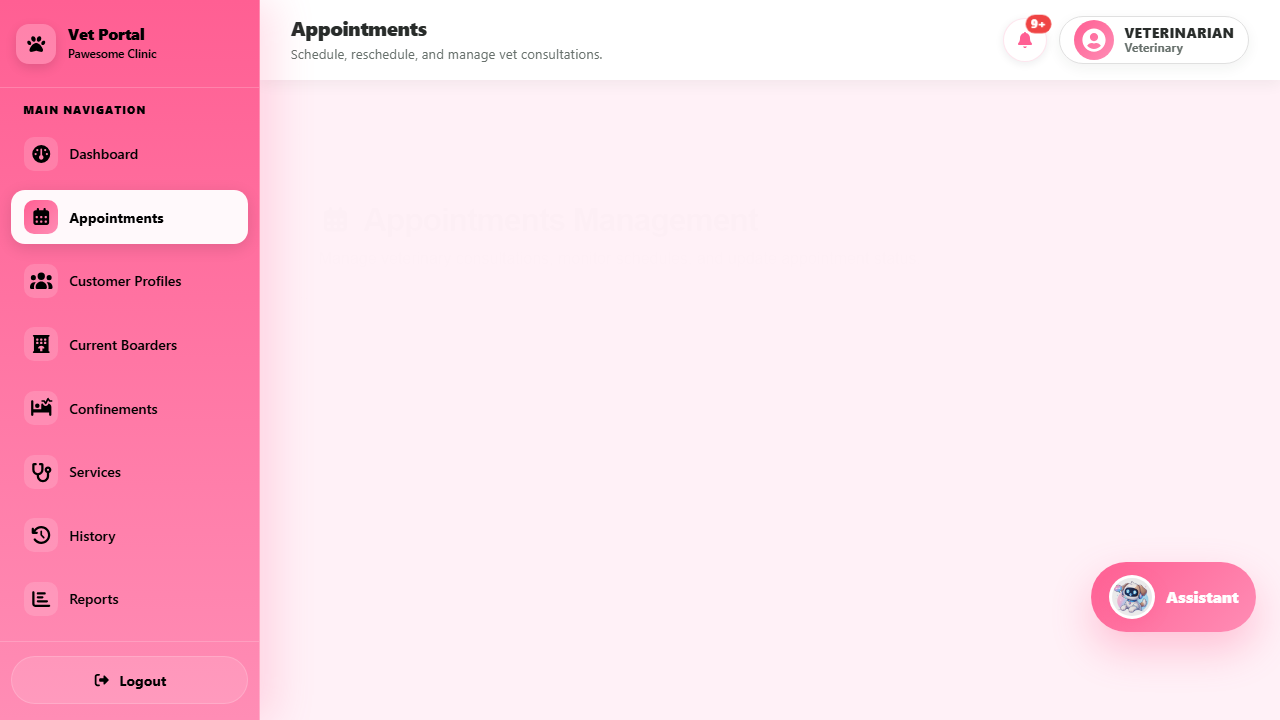 Vet Portal
Pawesome Clinic
MAIN NAVIGATION
Dashboard
Appointments
Customer Profiles
Current Boarders
Confinements
Services
History
Reports
Logout
Appointments
Schedule, reschedule, and manage vet consultations.
9+
VETERINARIAN
Veterinary
Appointments Management
Assistant